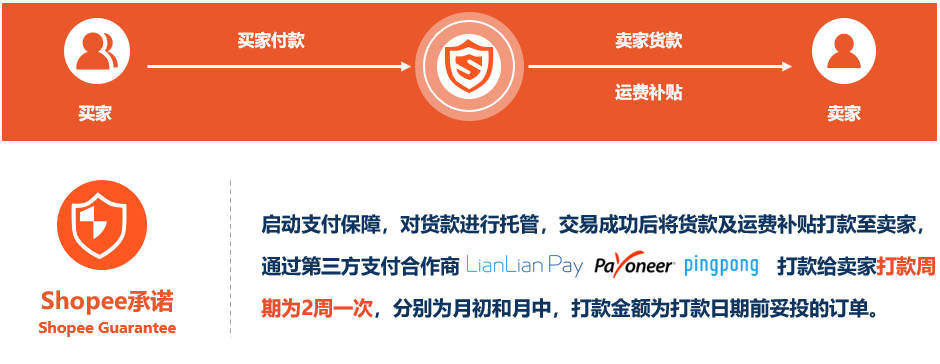 买家付款
卖家货款
运费补贴
买家
S
卖家
启动支付保障，对货款进行托管，交易成功后将货款及运费补贴打款至卖家，
通过第三方支付合作商 LianLian Pay Payoneer pingpong 打款给卖家打款周
期为2周一次，分别为月初和月中，打款金额为打款日期前妥投的订单。
Shopee承诺
Shopee Guarantee